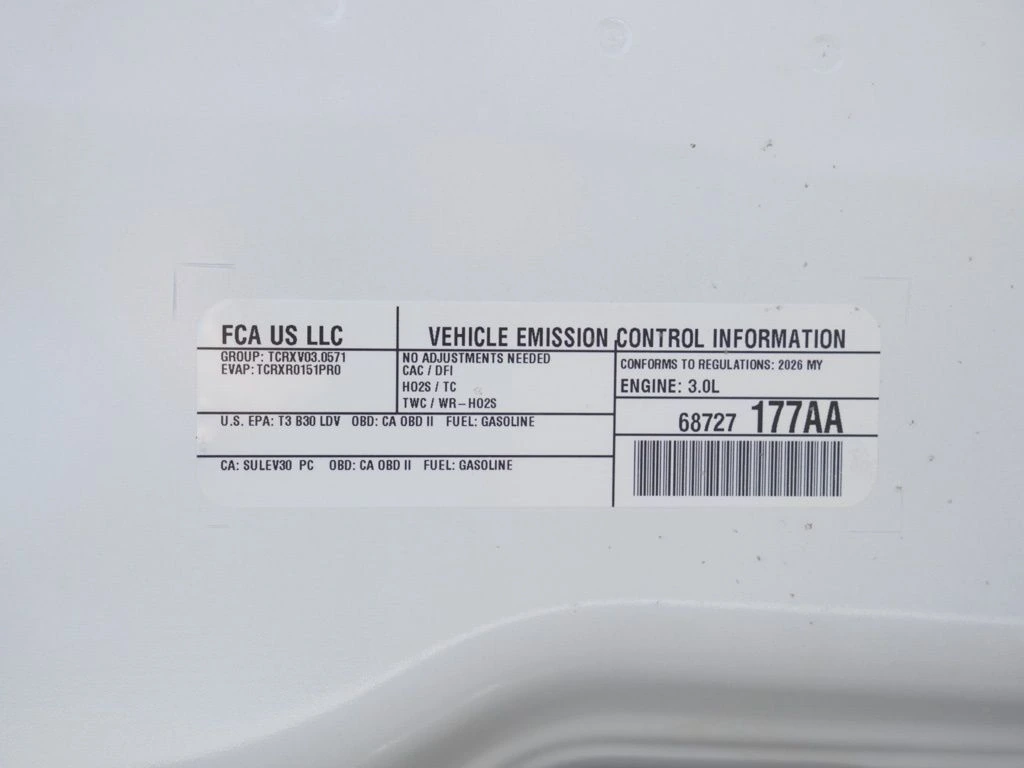 FCA US LLC
VEHICLE EMISSION CONTROL INFORMATION
GROUP: TCRXV03.0571
EVAP: TCRXR0151PR0
NO ADJUSTMENTS NEEDED
CAC / DFI
HO2S / TC
TWC / WR-HO2S
CONFORMS TO REGULATIONS: 2026 MY
ENGINE: 3.0L
68727 177AA
U.S. EPA: T3 B30 LDV OBD: CA OBD II FUEL: GASOLINE
CA: SULEV30 PC OBD: CA OBD II FUEL: GASOLINE